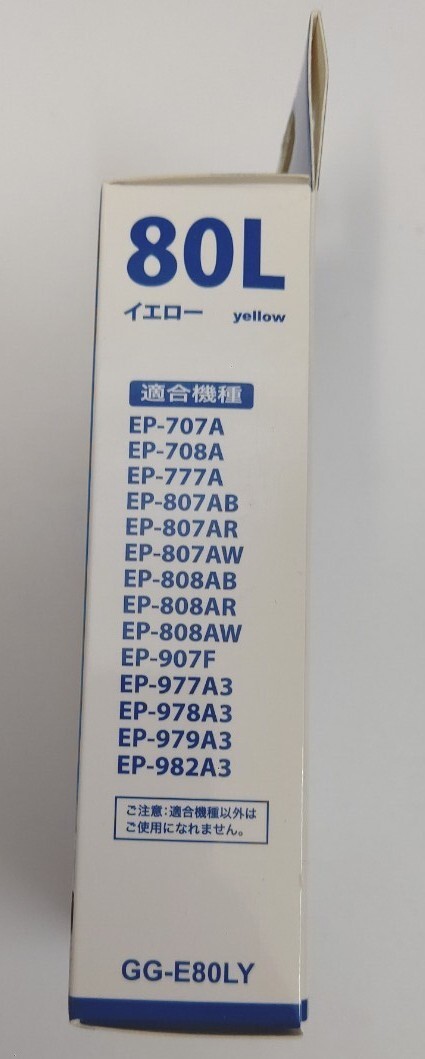 80L
イエロー yellow
適合機種
EP-707A
EP-708A
EP-777A
EP-807AB
EP-807AR
EP-807AW
EP-808AB
EP-808AR
EP-808AW
EP-907F
EP-977A3
EP-978A3
EP-979A3
EP-982A3
ご注意:適合機種以外は
ご使用になれません。
GG-E80LY